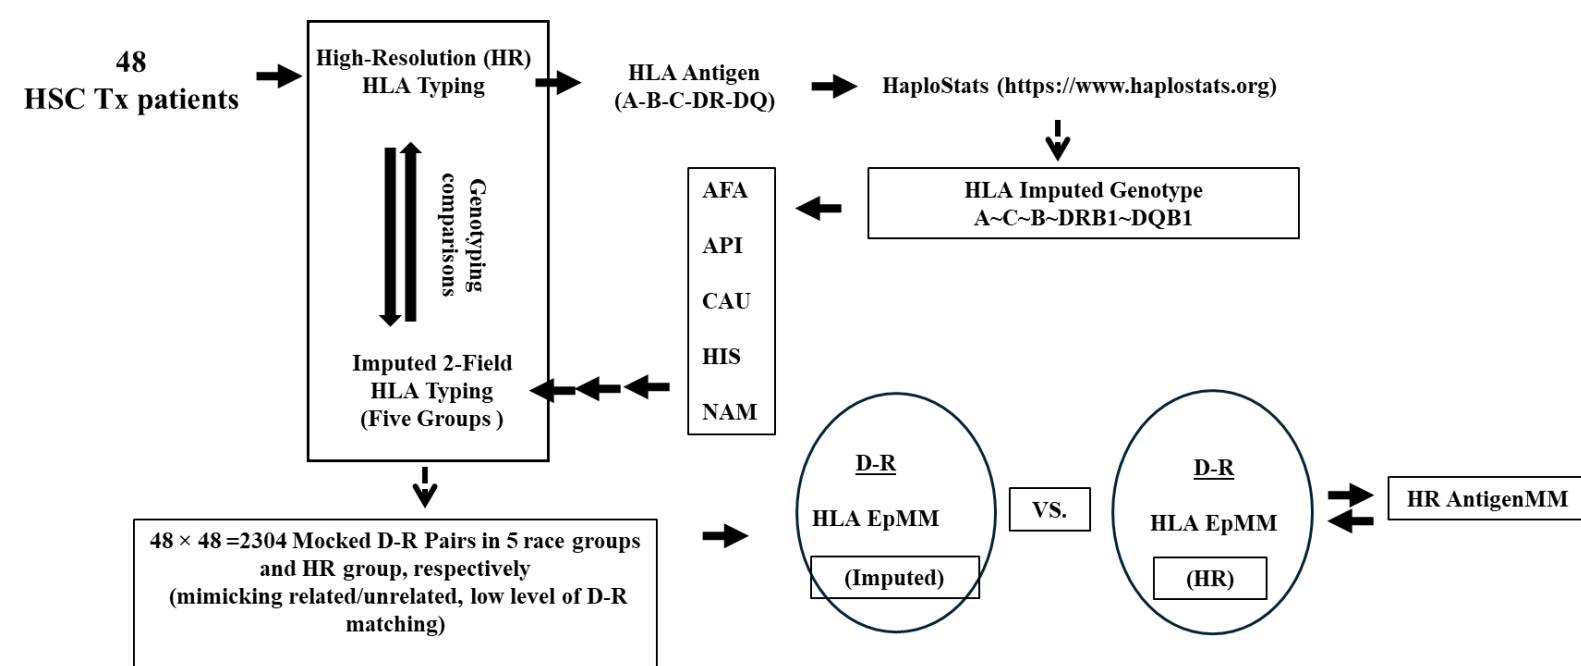 48
HSC Tx patients
High-Resolution (HR)
HLA Typing
HLA Antigen
(A-B-C-DR-DQ)
HaploStats (https://www.haplostats.org)
HLA Imputed Genotype
A~C~B~DRB1~DQB1
AFA
API
CAU
HIS
NAM
Genotyping
comparisons
Imputed 2-Field
HLA Typing
(Five Groups )
48 × 48 =2304 Mocked D-R Pairs in 5 race groups
and HR group, respectively
(mimicking related/unrelated, low level of D-R
matching)
D-R
HLA EpMM
(Imputed)
VS.
D-R
HLA EpMM
(HR)
HR AntigenMM